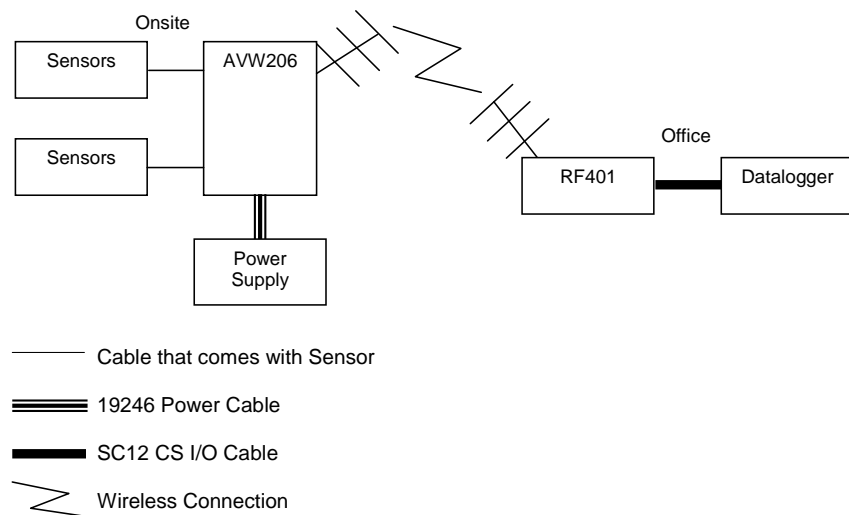 Onsite
Sensors
AVW206
Sensors
Office
RF401
Datalogger
Power
Supply
Cable that comes with Sensor
19246 Power Cable
SC12 CS I/O Cable
Wireless Connection